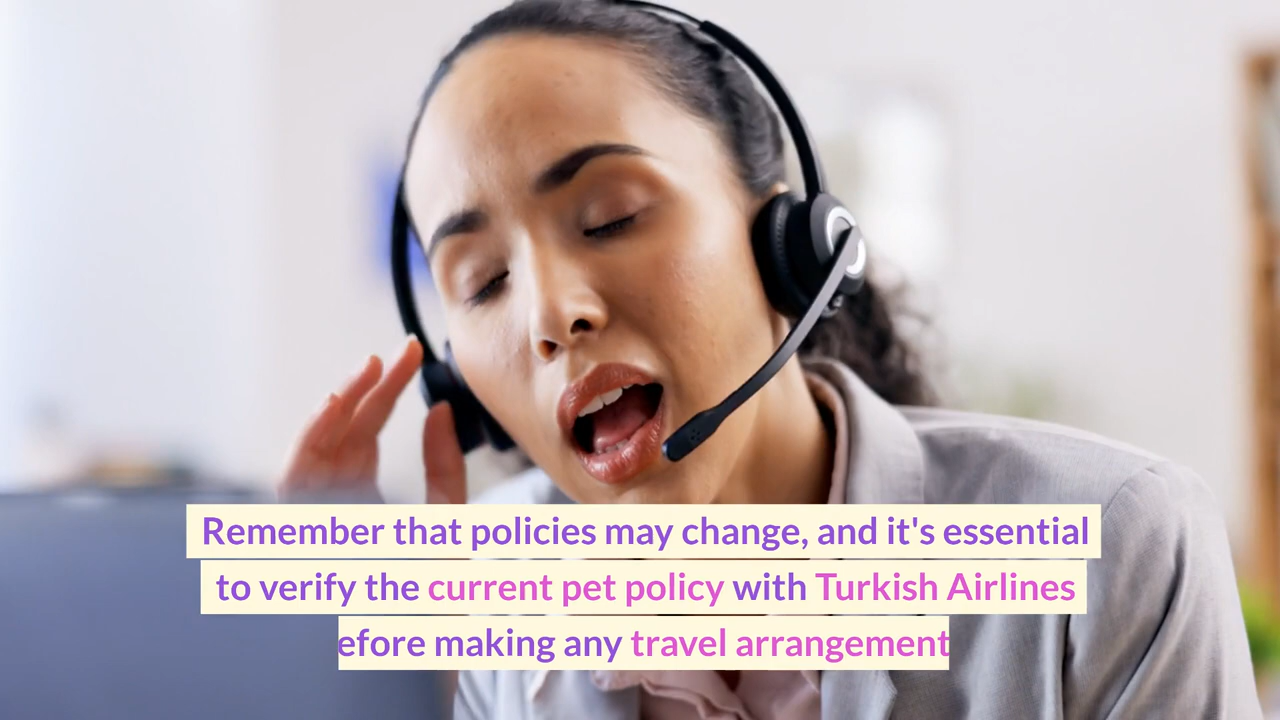 Remember that policies may change, and it's essential
to verify the current pet policy with Turkish Airlines
efore making any travel arrangement